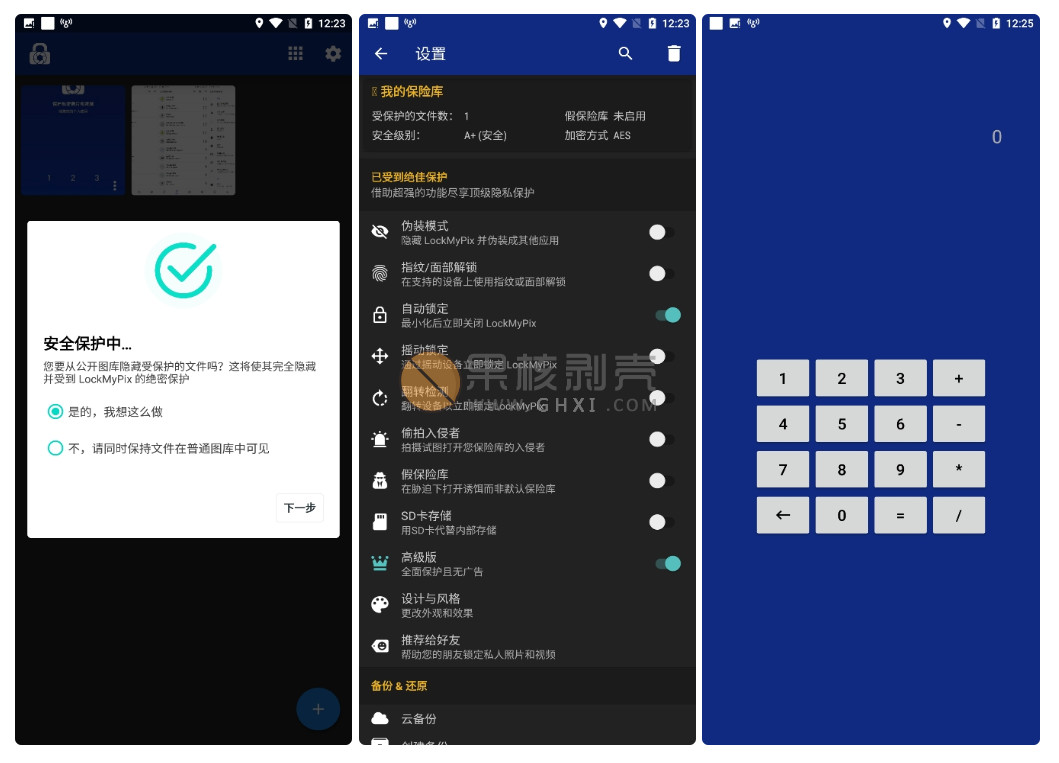 12:23
1 2 3
安全保护中...
您要从公开图库隐藏受保护的文件吗? 这将使其完全隐藏
并受到 LockMyPix 的绝密保护
是的，我想这么做
不，请同时保持文件在普通图库中可见
下一步
+
12:23
设置
我的保险库
受保护的文件数： 1 假保险库 未启用
安全级别： A+ (安全) 加密方式 AES
已受到绝佳保护
借助超强的功能尽享顶级隐私保护
伪装模式
隐藏 LockMyPix 并伪装成其他应用
指纹/面部解锁
在支持的设备上使用指纹或面部解锁
自动锁定
最小化后立即关闭 LockMyPix
摇动锁定
通过振动设备立即锁定 LockMyPix
翻转检测
翻转设备以立即锁定LockMyPix
果核剥壳
WWW.GHXI.COM
偷拍入侵者
拍摄试图打开您保险库的入侵者
假保险库
在胁迫下打开诱饵而非默认保险库
SD卡存储
用SD卡代替内部存储
高级版
全面保护且无广告
设计与风格
更改外观和效果
推荐给好友
帮助您的朋友锁定私人照片和视频
备份 & 还原
云备份
创建备份
12:25
0
1 2 3 +
4 5 6 -
7 8 9 *
← 0 = /